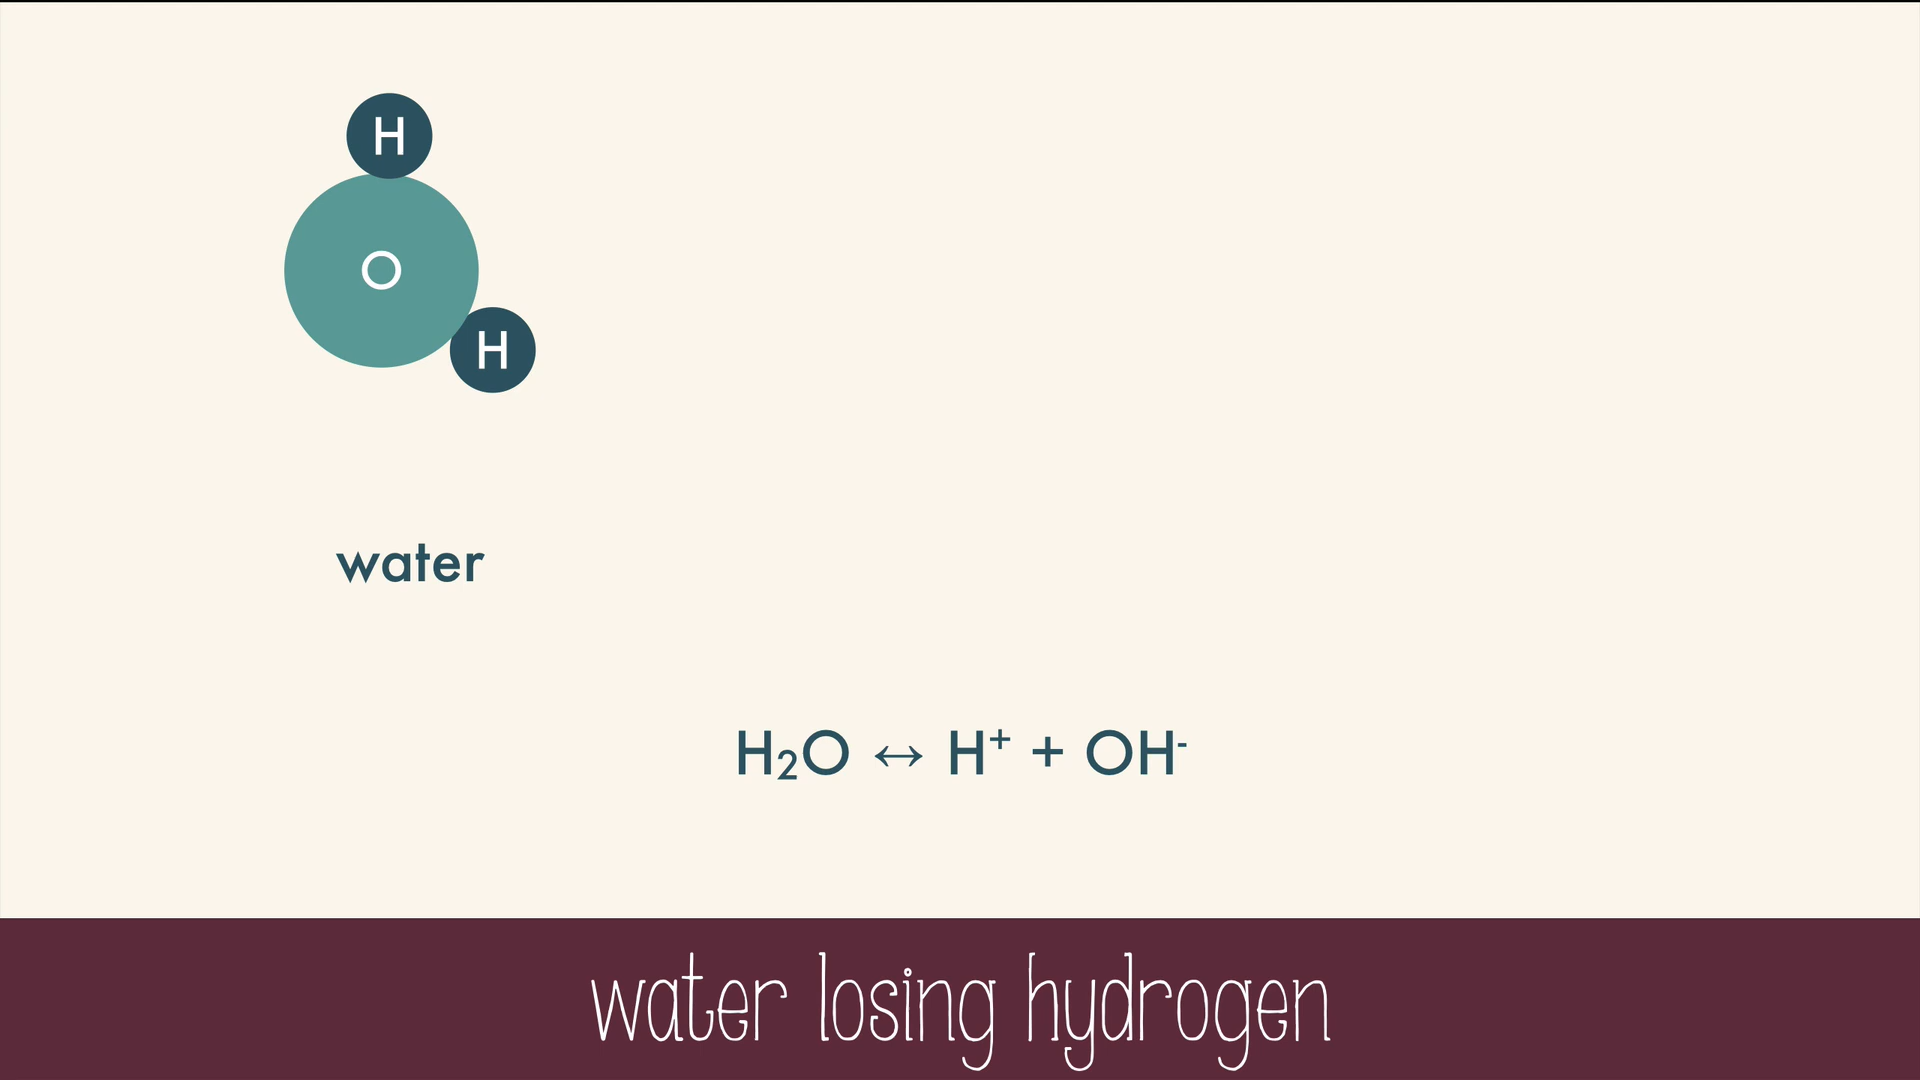 H
O
H
water
H₂O ↔ H⁺ + OH⁻
water losing hydrogen